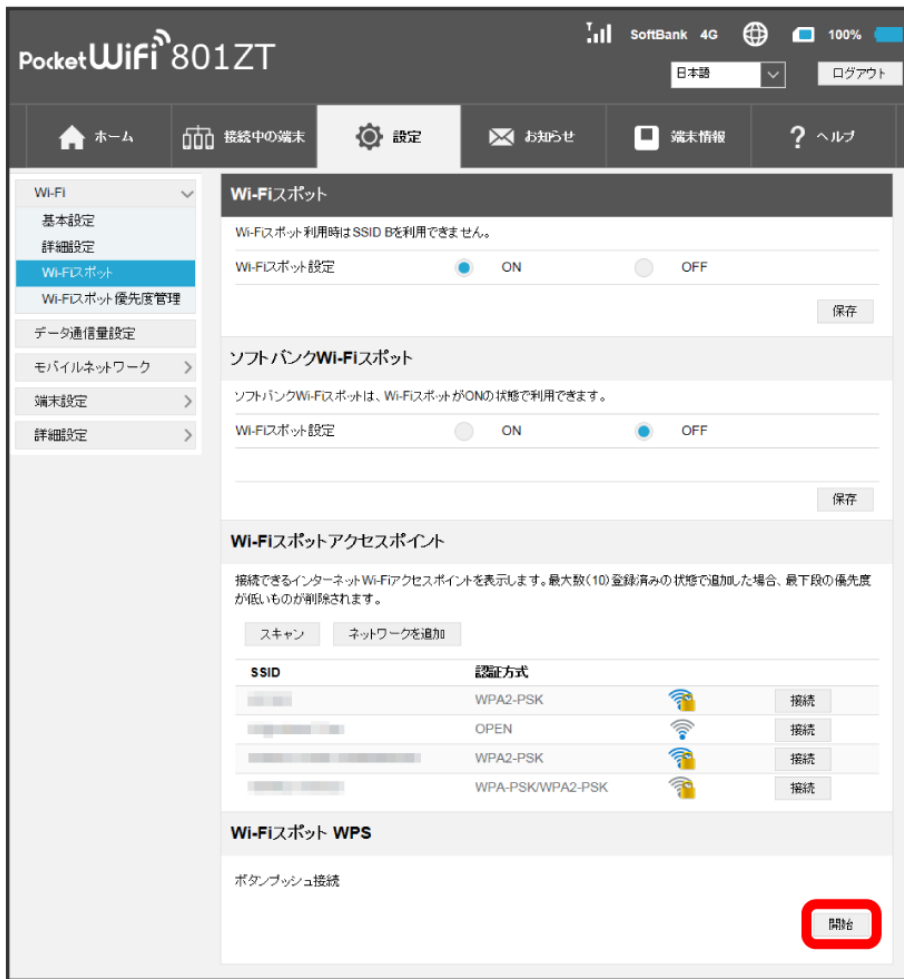 SoftBank 4G 100%
Pocket WiFi 801ZT
日本語 ログアウト
ホーム 接続中の端末 設定 お知らせ 端末情報 ? ヘルプ
Wi-Fi
基本設定
詳細設定
Wi-Fiスポット
Wi-Fiスポット優先度管理
データ通信量設定
モバイルネットワーク
端末設定
詳細設定
Wi-Fiスポット
Wi-Fiスポット利用時はSSID Bを利用できません。
Wi-Fiスポット設定 ON OFF
保存
ソフトバンクWi-Fiスポット
ソフトバンクWi-Fiスポットは、Wi-FiスポットがONの状態で利用できます。
Wi-Fiスポット設定 ON OFF
保存
Wi-Fiスポットアクセスポイント
接続できるインターネットWi-Fiアクセスポイントを表示します。最大数(10)登録済みの状態で追加した場合、最下段の優先度
が低いものが削除されます。
スキャン ネットワークを追加
SSID 認証方式
WPA2-PSK 接続
OPEN 接続
WPA2-PSK 接続
WPA-PSK/WPA2-PSK 接続
Wi-Fiスポット WPS
ボタンプッシュ接続
開始